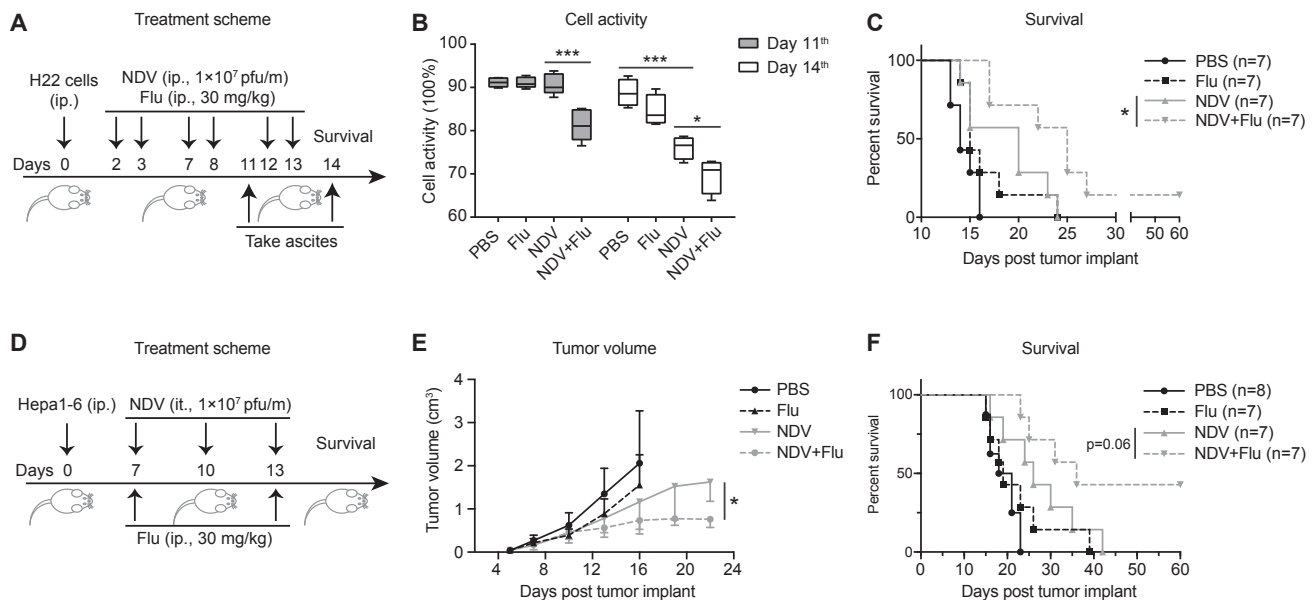 A
Treatment scheme
H22 cells
(ip.)
NDV (ip., 1×10⁷ pfu/m)
Flu (ip., 30 mg/kg)
Survival
Days 0 2 3 7 8 11 12 13 14
Take ascites
B
Cell activity
Cell activity (100%)
100
90
80
70
60
*** *** *
Day 11th
Day 14th
PBS Flu NDV NDV+Flu PBS Flu NDV NDV+Flu
C
Survival
Percent survival
100
50
0
10 15 20 25 30 50 60
Days post tumor implant
PBS (n=7)
Flu (n=7)
NDV (n=7)
NDV+Flu (n=7)
*
D
Treatment scheme
Hepa1-6 (ip.)
NDV (it., 1×10⁷ pfu/m)
Survival
Days 0 7 10 13
Flu (ip., 30 mg/kg)
E
Tumor volume
Tumor volume (cm³)
4
3
2
1
0
4 8 12 16 20 24
Days post tumor implant
PBS
Flu
NDV
NDV+Flu
*
F
Survival
Percent survival
100
50
0
0 10 20 30 40 50 60
Days post tumor implant
PBS (n=8)
Flu (n=7)
NDV (n=7)
NDV+Flu (n=7)
p=0.06